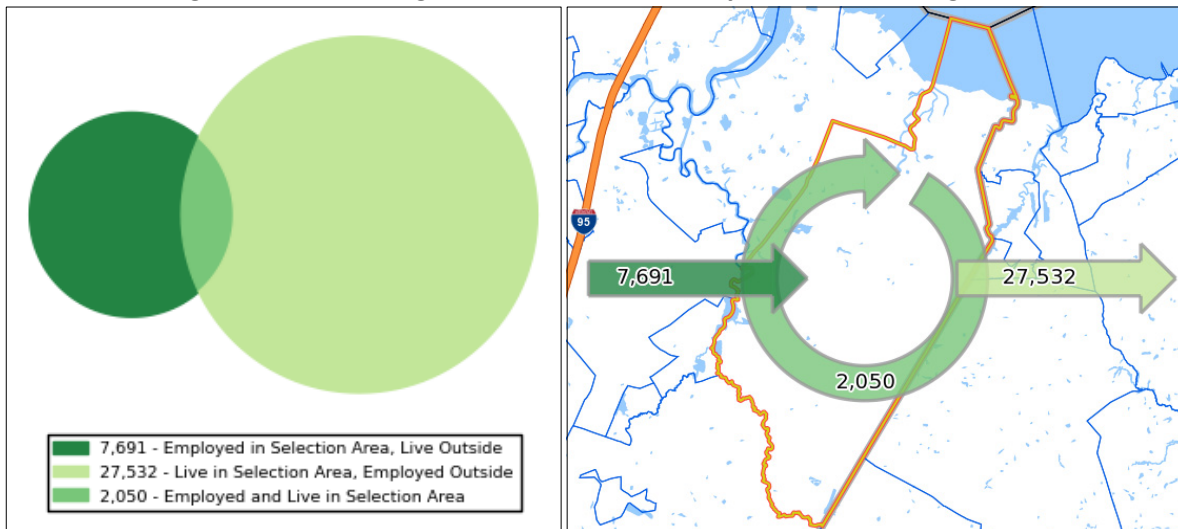 7,691 - Employed in Selection Area, Live Outside
27,532 - Live in Selection Area, Employed Outside
2,050 - Employed and Live in Selection Area
95
7,691
27,532
2,050